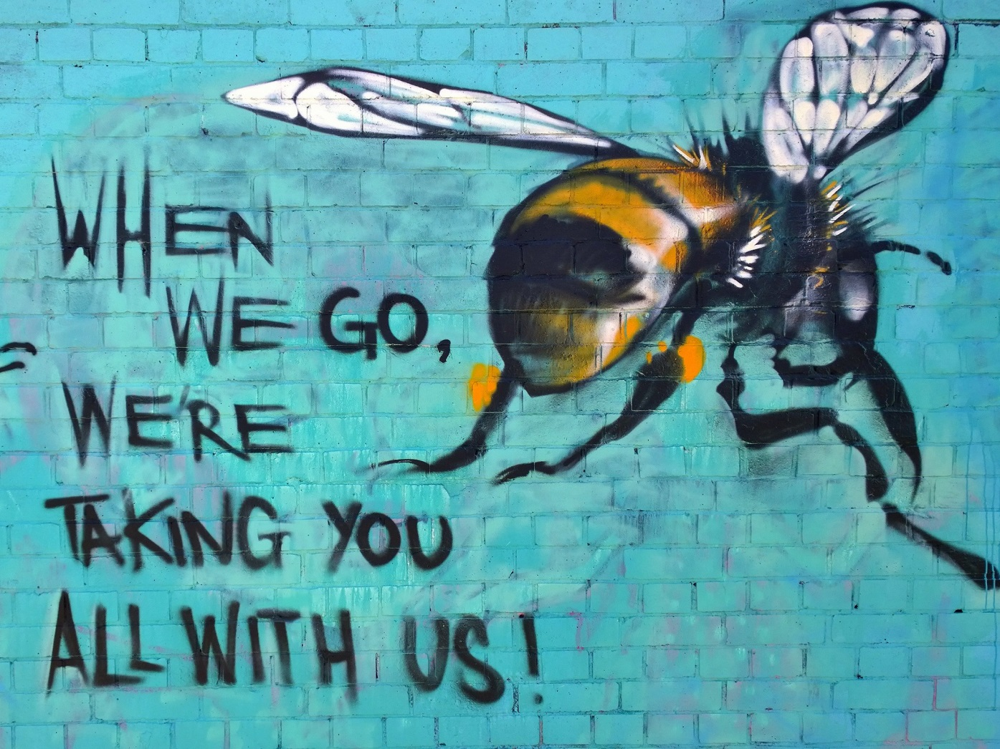 WHEN
WE GO,
WE'RE
TAKING YOU
ALL WITH US!